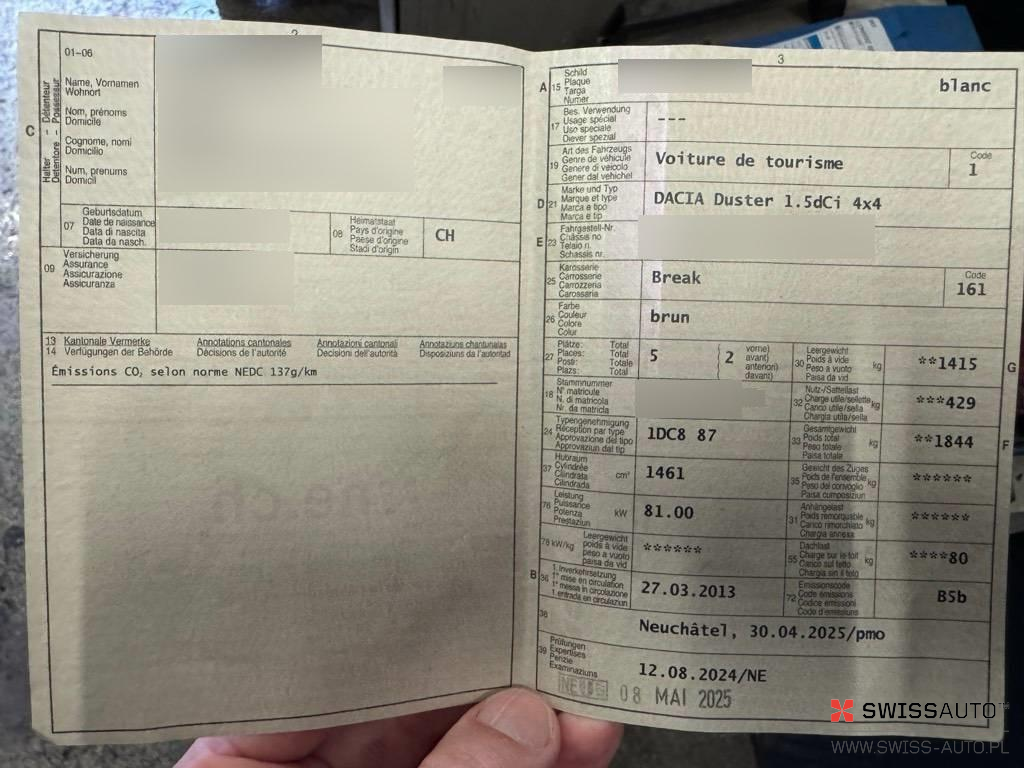 2
01-06
C
Halter Détenteur
Detentore Possessur
Name, Vornamen
Wohnort
Nom, prénoms
Domicile
Cognome, nomi
Domicilio
Num, prenums
Domicil
07
Geburtsdatum
Date de naissance
Data di nascita
Data da nasch.
08
Heimatstaat
Pays d'origine
Paese d'origine
Stadi d'origin
CH
09
Versicherung
Assurance
Assicurazione
Assicuranza
13 Kantonale Vermerke Annotations cantonales Annotazioni cantonali Annotaziuns chantunalas
14 Verfügungen der Behörde Décisions de l'autorité Decisioni dell'autorità Disposiziuns da l'autoritad
Émissions CO₂ selon norme NEDC 137g/km
3
A 15
Schild
Plaque
Targa
Numer
blanc
17
Bes. Verwendung
Usage spécial
Uso speciale
Diever spezial
---
19
Art des Fahrzeugs
Genre de véhicule
Genere di veicolo
Gener dal vehichel
Voiture de tourisme
Code
1
D 21
Marke und Typ
Marque et type
Marca e tipo
Marca e tip
DACIA Duster 1.5dCi 4x4
E 23
Fahrgestell-Nr.
Châssis no
Telaio n.
Schassis nr.
25
Karosserie
Carrosserie
Carrozzeria
Carossaria
Break
Code
161
26
Farbe
Couleur
Colore
Colur
brun
27
Plätze: Total
Places: Total
Posti: Totale
Plazs: Total
5
2
vorne)
avant)
anteriori)
davant)
30
Leergewicht
Poids à vide
Peso a vuoto
Paisa da vid
kg
**1415
G
18
Stammnummer
N° matricule
N. di matricola
Nr. da matricla
32
Nutz-/Sattellast
Charge utile/sellette
Carico utile/sella
Chargia utila/sella
kg
***429
24
Typengenehmigung
Réception par type
Approvazione del tipo
Approvaziun dal tip
1DC8 87
33
Gesamtgewicht
Poids total
Peso totale
Paisa totala
kg
**1844
F
37
Hubraum
Cylindrée
Cilindrata
Cilindrada
cm³
1461
35
Gewicht des Zuges
Poids de l'ensemble
Peso del convoglio
Paisa cumposiziun
kg
******
76
Leistung
Puissance
Potenza
Prestaziun
kW
81.00
31
Anhängelast
Poids remorquable
Carico rimorchiato
Chargia annexa
kg
******
78 kW/kg
Leergewicht
poids à vide
peso a vuoto
paisa da vid
******
55
Dachlast
Charge sur le toit
Carico sul tetto
Chargia sin il tetg
kg
****80
B 36
1. Inverkehrsetzung
1re mise en circulation
1a messa in circolazione
1. entrada en circulaziun
27.03.2013
72
Emissionscode
Code émissions
Codice emissioni
Code d'emissiuns
B5b
38
Neuchâtel, 30.04.2025/pmo
39
Prüfungen
Expertises
Perizie
Examinaziuns
12.08.2024/NE
08 MAI 2025
SWISSAUTO™
WWW.SWISS-AUTO.PL